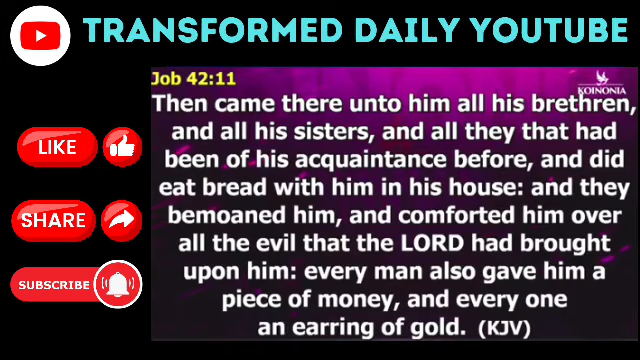 TRANSFORMED DAILY YOUTUBE
Job 42:11
KOINONIA
Then came there unto him all his brethren,
and all his sisters, and all they that had
been of his acquaintance before, and did
eat bread with him in his house: and they
bemoaned him, and comforted him over
all the evil that the LORD had brought
upon him: every man also gave him a
piece of money, and every one
an earring of gold. (KJV)
LIKE
SHARE
SUBSCRIBE